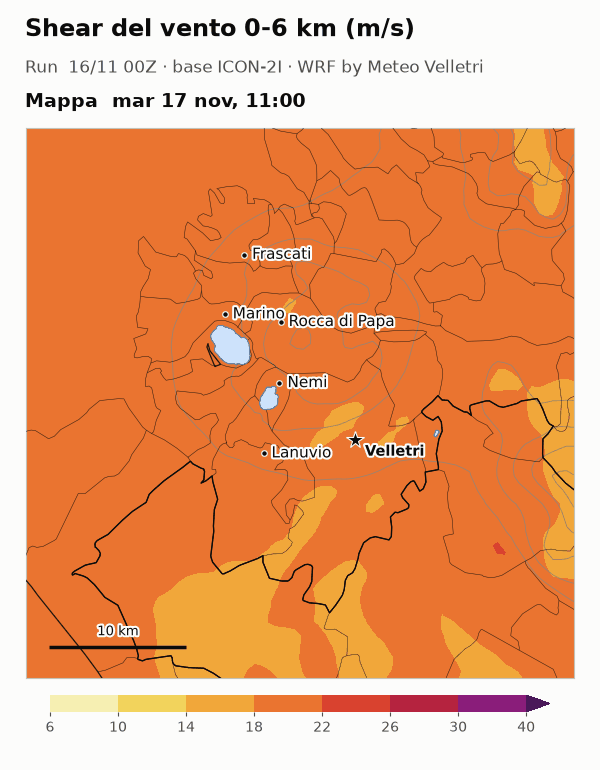 Shear del vento 0-6 km (m/s)
Run  16/11 00Z · base ICON-2I · WRF by Meteo Velletri
Mappa  mar 17 nov, 11:00
Frascati
Marino
Rocca di Papa
Nemi
Velletri
Lanuvio
10 km
6 10 14 18 22 26 30 40